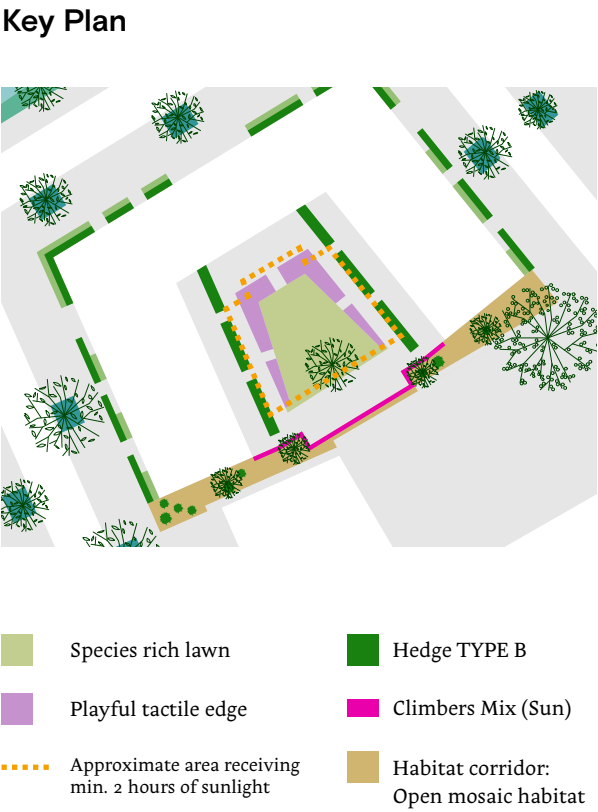 Key Plan
Species rich lawn
Hedge TYPE B
Playful tactile edge
Climbers Mix (Sun)
Approximate area receiving
min. 2 hours of sunlight
Habitat corridor:
Open mosaic habitat